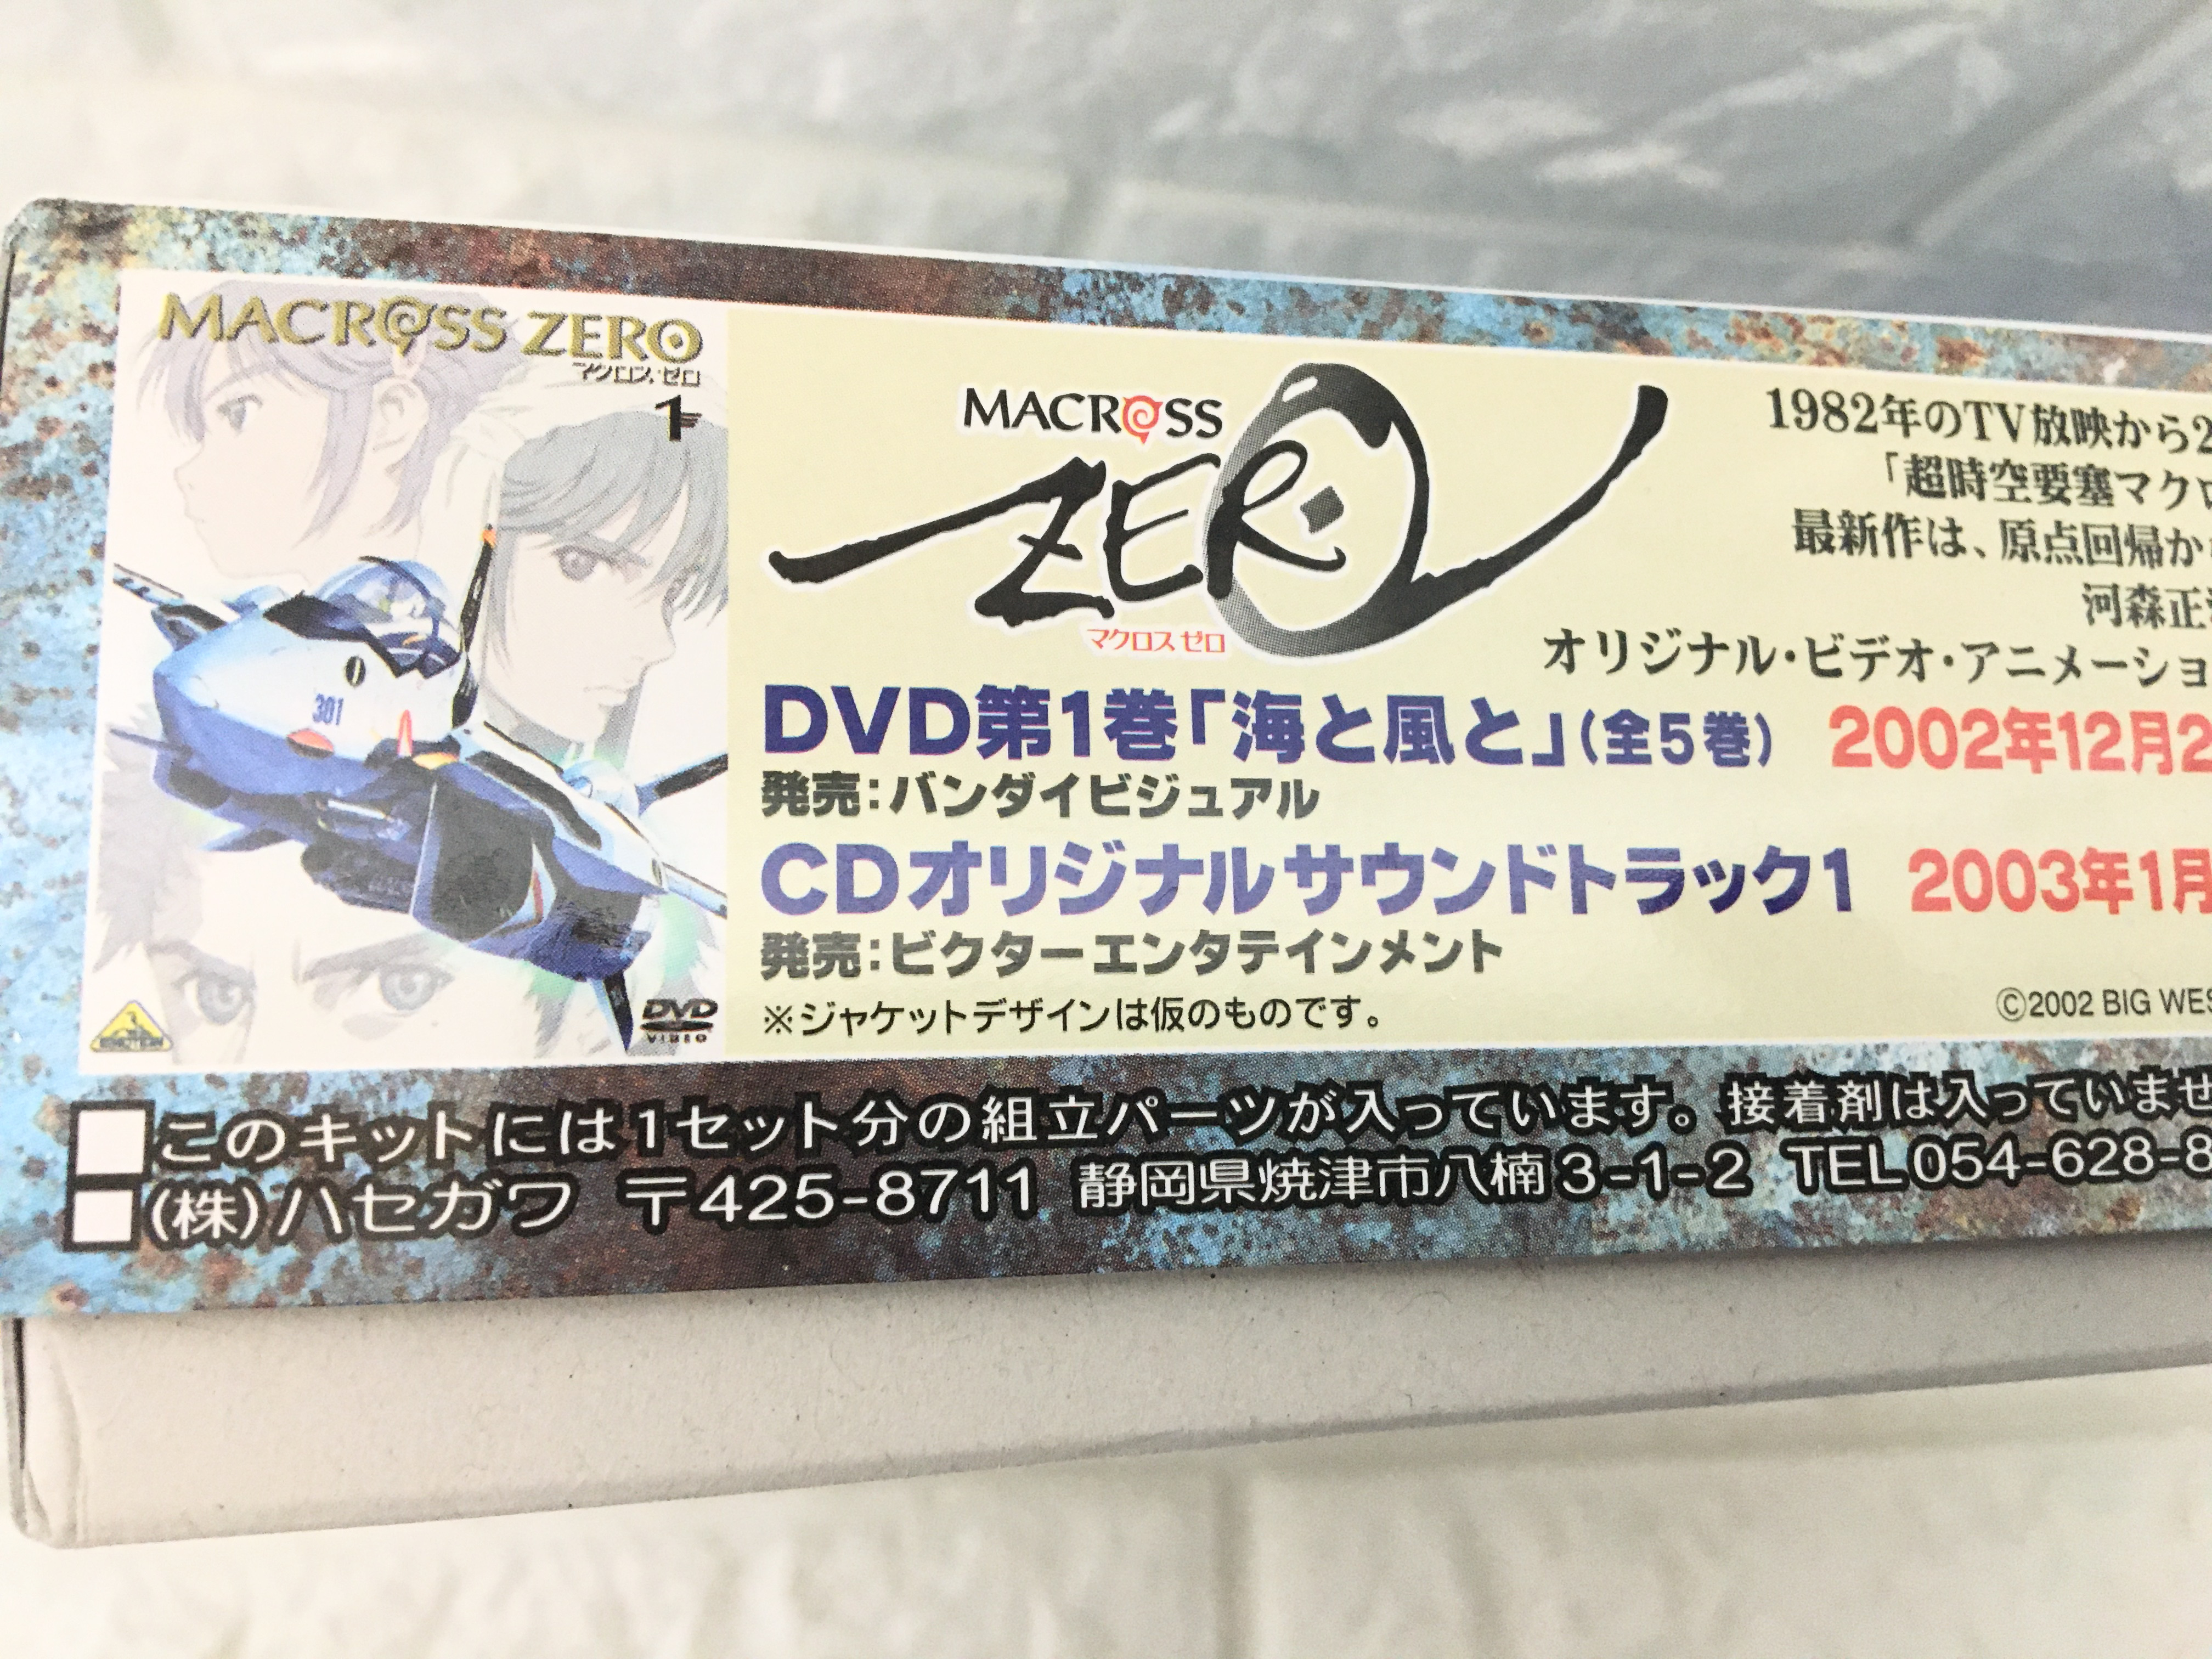 MACROSS ZERO
マクロス ゼロ
1
301
DVD
VIDEO
EMOTION
MACROSS
ZERO
マクロス ゼロ
1982年のTV放映から2
「超時空要塞マクロ
最新作は、原点回帰か
河森正
オリジナル・ビデオ・アニメーショ
DVD第1巻「海と風と」(全5巻) 2002年12月2
発売：バンダイビジュアル
CDオリジナルサウンドトラック1 2003年1月
発売：ビクターエンタテインメント
※ジャケットデザインは仮のものです。
©2002 BIG WES
このキットには1セット分の組立パーツが入っています。接着剤は入っていませ
(株)ハセガワ 〒425-8711 静岡県焼津市八楠3-1-2 TEL054-628-8